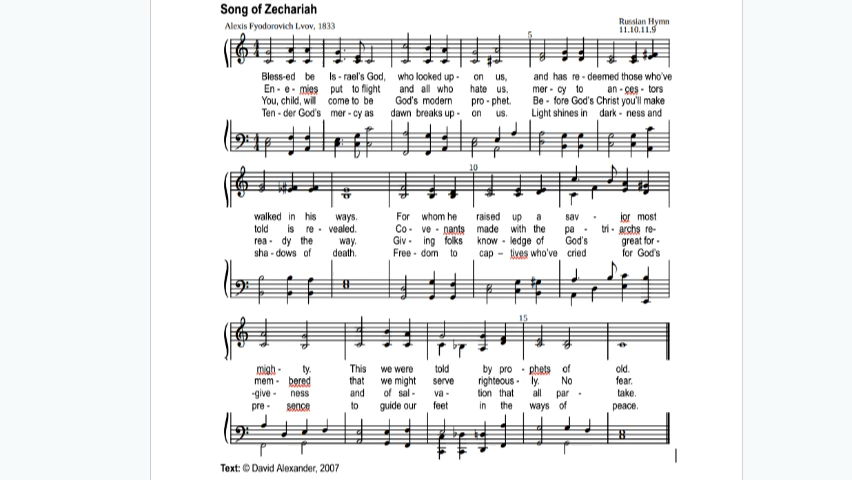 Song of Zechariah
Alexis Fyodorovich Lvov, 1833
Russian Hymn
11.10.11.9
5
Bless-ed be Is-rael's God, who looked up - on us, and has re-deemed those who've
En - e - mies put to flight and all who hate us, mer - cy to an - ces - tors
You, child, will come to be God's modern pro - phet. Be - fore God's Christ you'll make
Ten-der God's mer-cy as dawn breaks up - on us. Light shines in dark - ness and
10
walked in his ways. For whom he raised up a sav - ior most
told is re - vealed. Co - ve - nants made with the pa - tri - archs re-
rea - dy the way. Giv - ing folks know - ledge of God's great for -
sha - dows of death. Free - dom to cap – tives who've cried for God's
15
migh - ty. This we were told by pro - phets of old.
mem - bered that we might serve righteous - ly. No fear.
-give - ness and of sal - va - tion that all par - take.
pre - sence to guide our feet in the ways of peace.
Text: © David Alexander, 2007